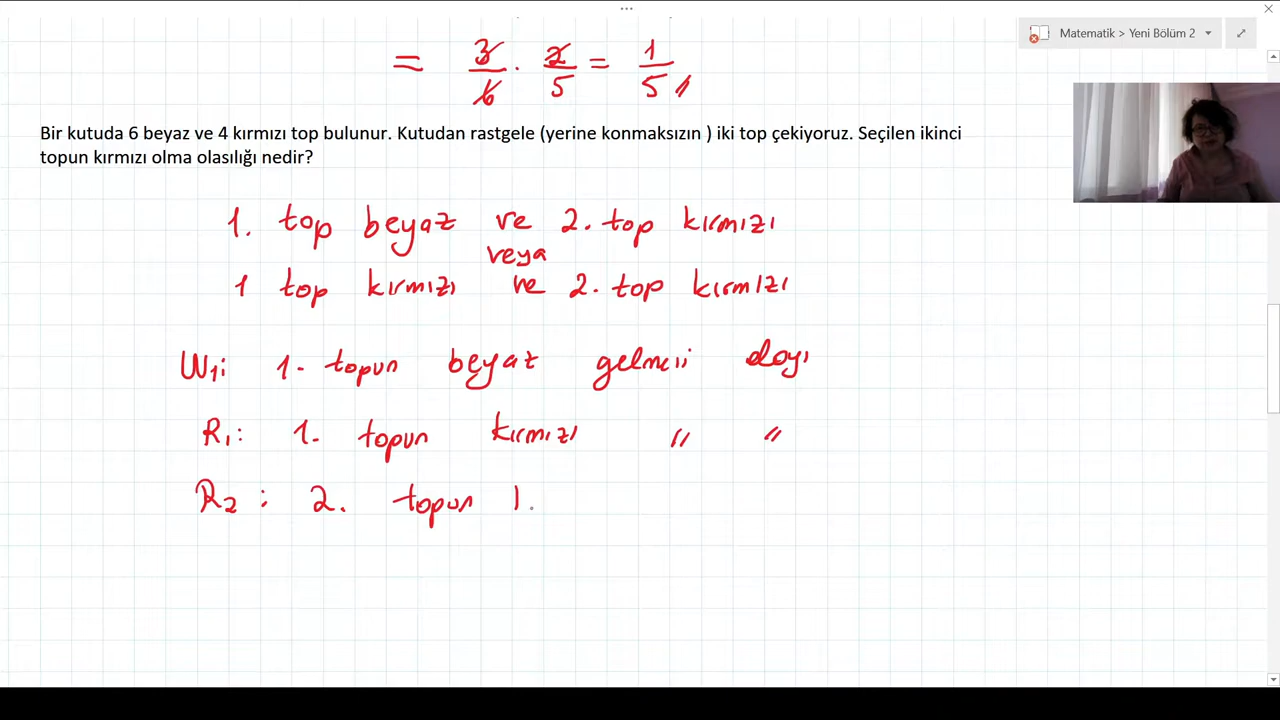 Matematik > Yeni Bölüm 2
= 3/6 . 2/5 = 1/5
Bir kutuda 6 beyaz ve 4 kırmızı top bulunur. Kutudan rastgele (yerine konmaksızın ) iki top çekiyoruz. Seçilen ikinci
topun kırmızı olma olasılığı nedir?
1. top beyaz ve 2. top kırmızı
veya
1 top kırmızı ve 2. top kırmızı
W1: 1. topun beyaz gelmesi olayı
R1: 1. topun kırmızı " "
R2 : 2. topun